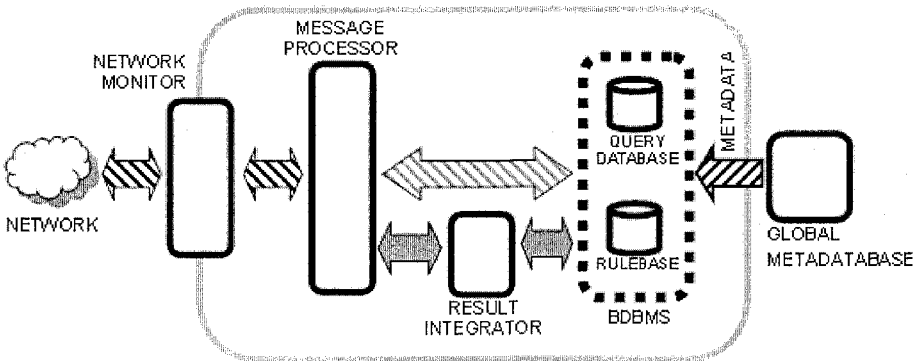 MESSAGE
PROCESSOR
NETWORK
MONITOR
METADATA
QUERY
DATABASE
NETWORK
GLOBAL
METADATABASE
RULEBASE
RESULT
INTEGRATOR
BDBMS